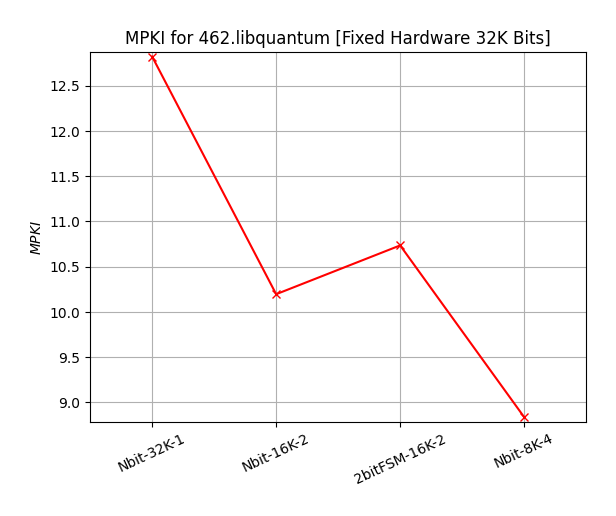 MPKI for 462.libquantum [Fixed Hardware 32K Bits]
12.5
12.0
11.5
11.0
10.5
10.0
9.5
9.0
MPKI
Nbit-32K-1
Nbit-16K-2
2bitFSM-16K-2
Nbit-8K-4